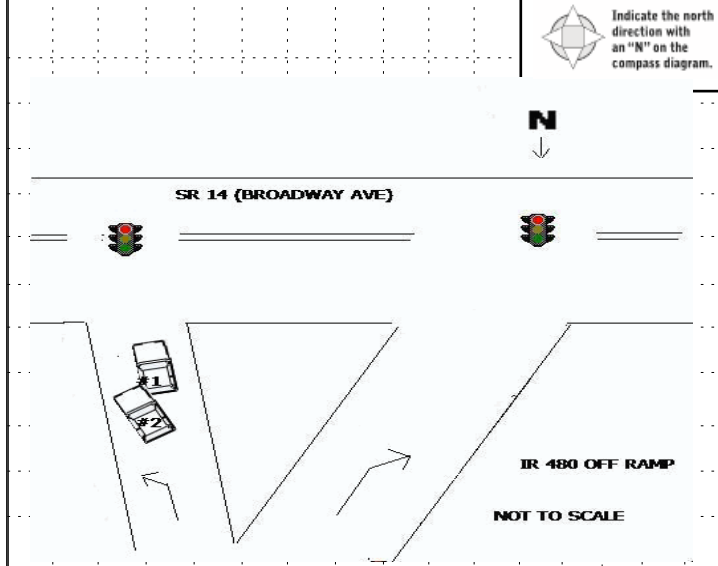 Indicate the north
direction with
an "N" on the
compass diagram.
N
SR 14 (BROADWAY AVE)
#1
#2
IR 480 OFF RAMP
NOT TO SCALE